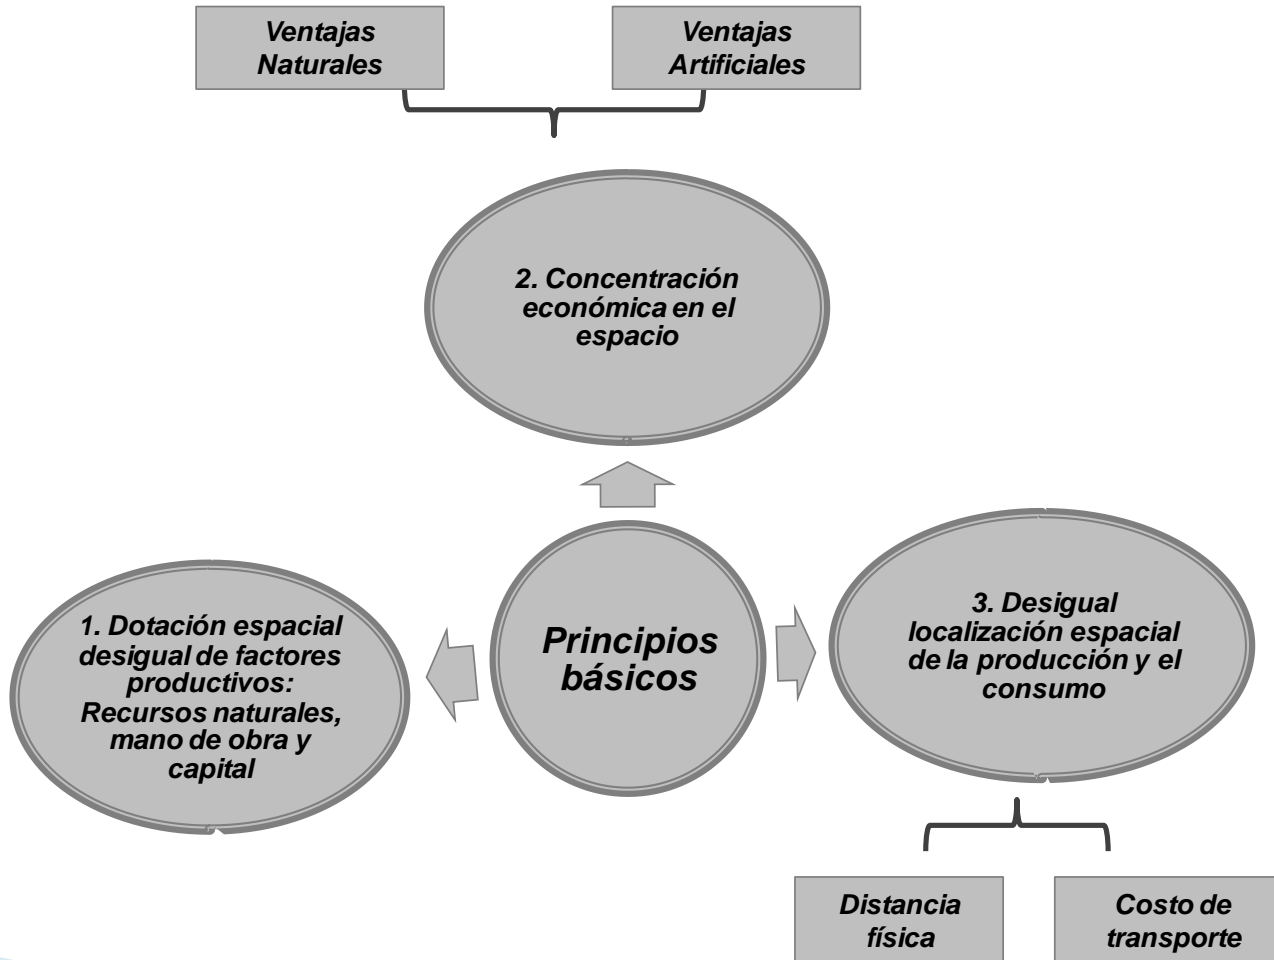 Ventajas
Naturales
Ventajas
Artificiales
2. Concentración
económica en el
espacio
Principios
básicos
1. Dotación espacial
desigual de factores
productivos:
Recursos naturales,
mano de obra y
capital
3. Desigual
localización espacial
de la producción y el
consumo
Distancia
física
Costo de
transporte